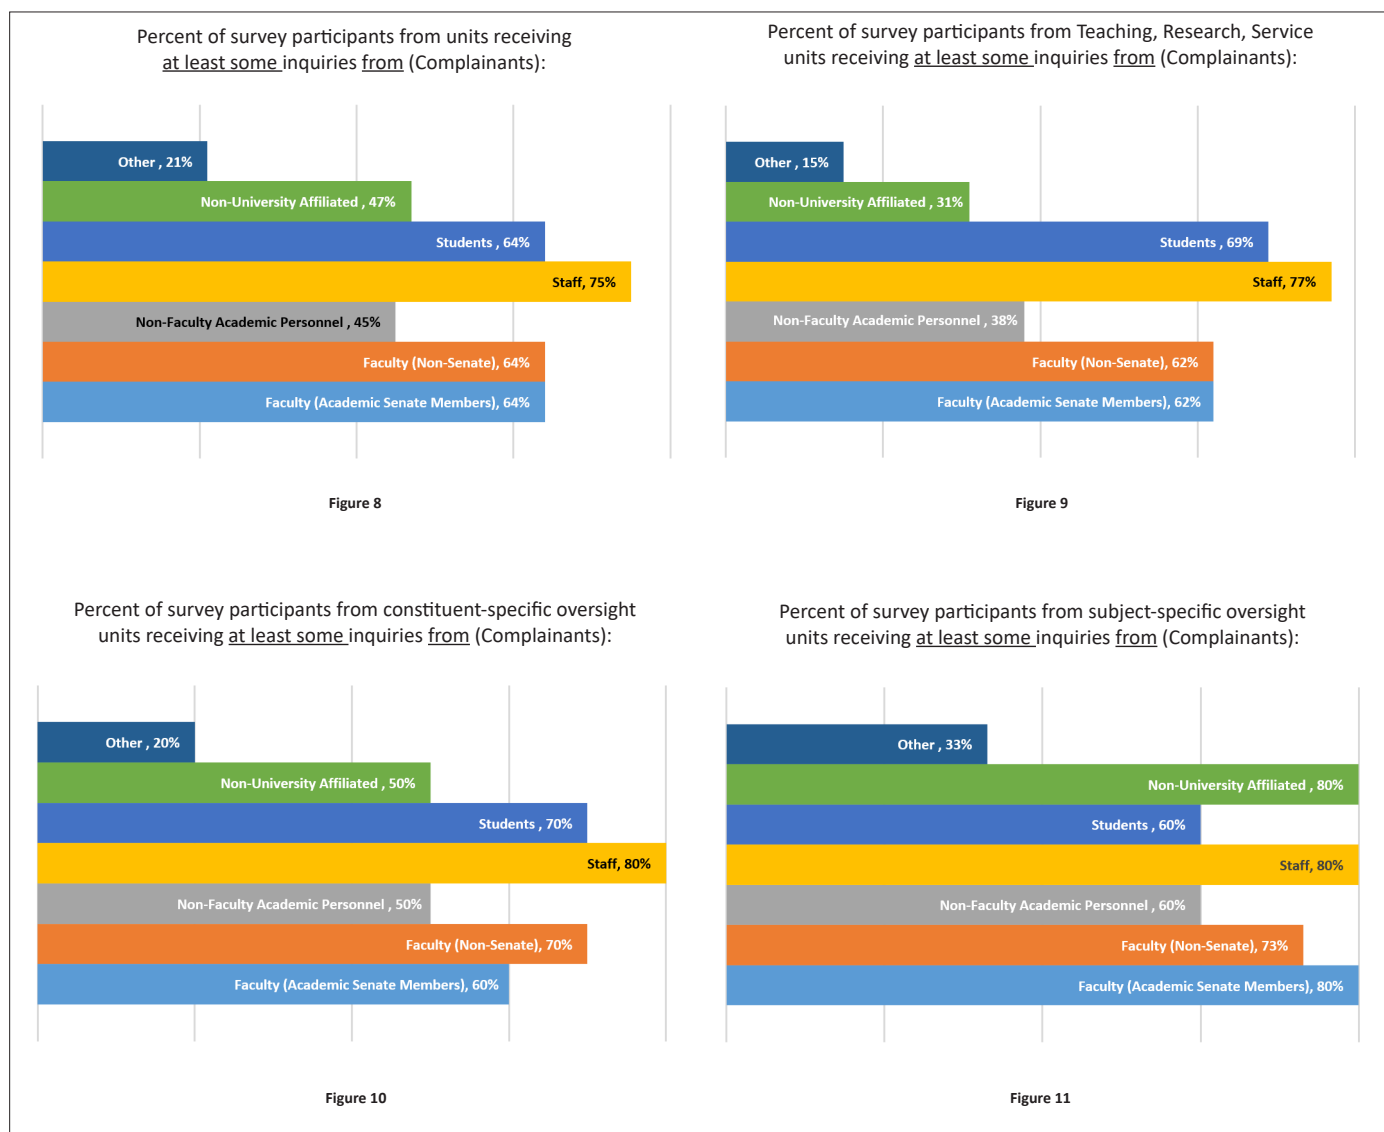 Percent of survey participants from units receiving
at least some inquiries from (Complainants):
Other , 21%
Non-University Affiliated , 47%
Students , 64%
Staff, 75%
Non-Faculty Academic Personnel , 45%
Faculty (Non-Senate), 64%
Faculty (Academic Senate Members), 64%
Figure 8
Percent of survey participants from Teaching, Research, Service
units receiving at least some inquiries from (Complainants):
Other , 15%
Non-University Affiliated , 31%
Students , 69%
Staff, 77%
Non-Faculty Academic Personnel , 38%
Faculty (Non-Senate), 62%
Faculty (Academic Senate Members), 62%
Figure 9
Percent of survey participants from constituent-specific oversight
units receiving at least some inquiries from (Complainants):
Other , 20%
Non-University Affiliated , 50%
Students , 70%
Staff, 80%
Non-Faculty Academic Personnel , 50%
Faculty (Non-Senate), 70%
Faculty (Academic Senate Members), 60%
Figure 10
Percent of survey participants from subject-specific oversight
units receiving at least some inquiries from (Complainants):
Other , 33%
Non-University Affiliated , 80%
Students , 60%
Staff, 80%
Non-Faculty Academic Personnel , 60%
Faculty (Non-Senate), 73%
Faculty (Academic Senate Members), 80%
Figure 11